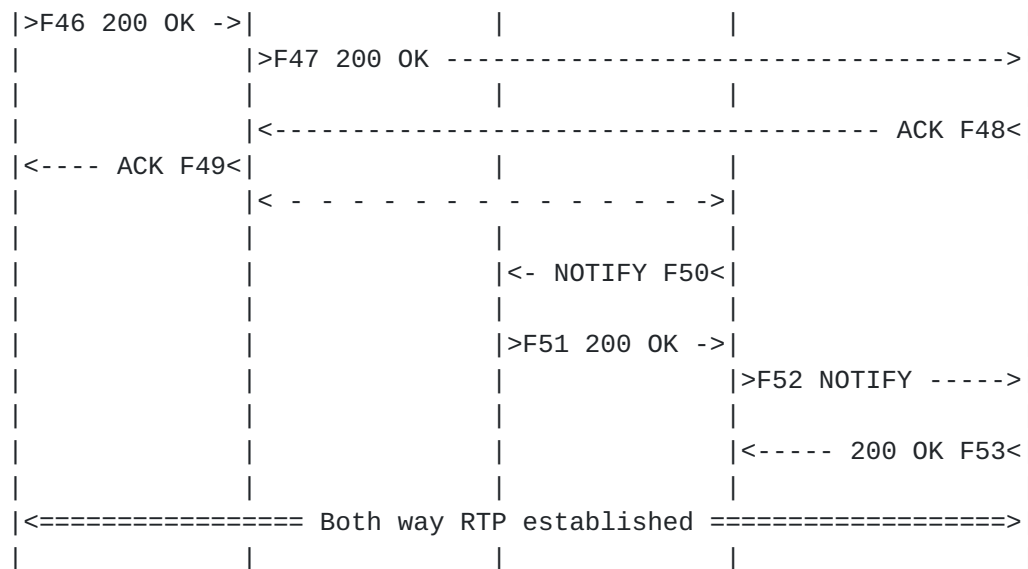 |>F46 200 OK ->|               |              |
|              |>F47 200 OK ------------------------------------>
|              |               |              |
|              |<--------------------------------------- ACK F48<
|<---- ACK F49<|               |              |
|              |< - - - - - - - - - - - - - ->|
|              |               |              |
|              |               |<- NOTIFY F50<|
|              |               |              |
|              |               |>F51 200 OK ->|
|              |               |              |>F52 NOTIFY ----->
|              |               |              |
|              |               |              |<----- 200 OK F53<
|              |               |              |
|<================= Both way RTP established ===================>
|              |               |              |